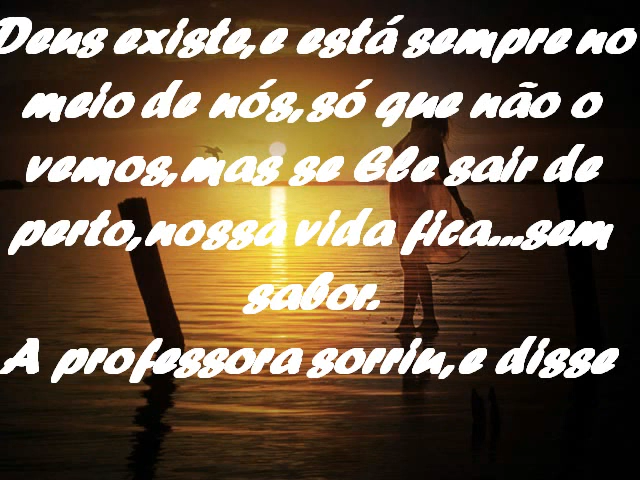 Deus existe,e está sempre no
meio de nós,só que não o
vemos,mas se Ele sair de
perto,nossa vida fica...sem
sabor.
A professora sorriu,e disse